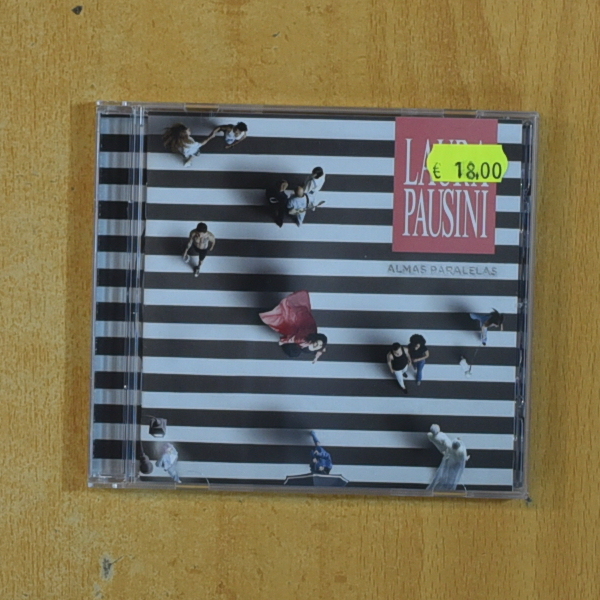 LAURA
€ 18,00
PAUSINI
ALMAS PARALELAS